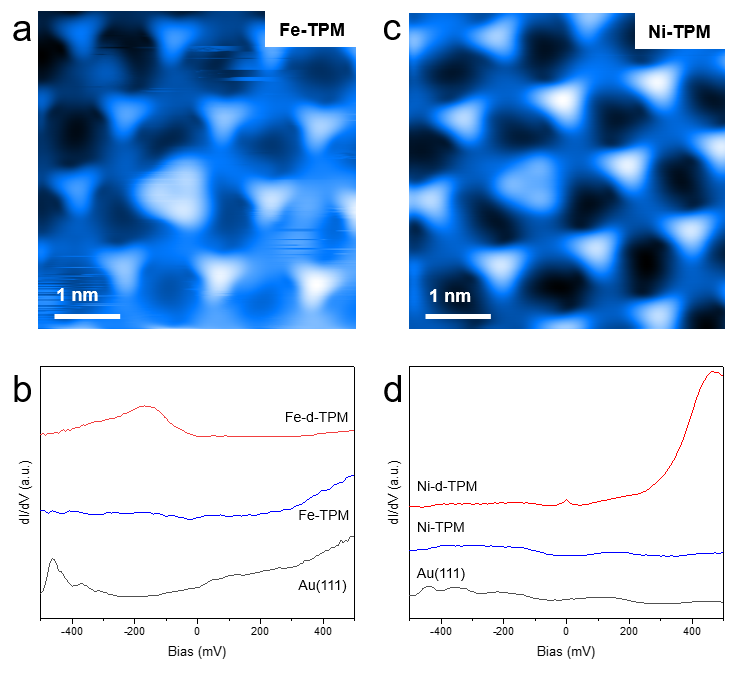 a
Fe-TPM
1 nm
c
Ni-TPM
1 nm
b
dI/dV (a.u.)
Fe-d-TPM
Fe-TPM
Au(111)
-400 -200 0 200 400
Bias (mV)
d
dI/dV (a.u.)
Ni-d-TPM
Ni-TPM
Au(111)
-400 -200 0 200 400
Bias (mV)